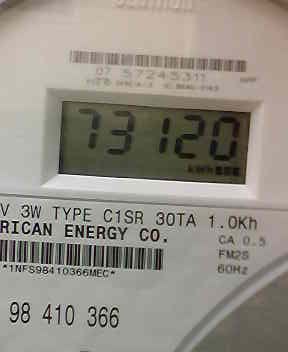 07 57245311
73120
kWh
V 3W TYPE C1SR 30TA 1.0Kh
RICAN ENERGY CO.
CA 0.5
FM2S
60Hz
*1NFS98410366MEC*
98 410 366